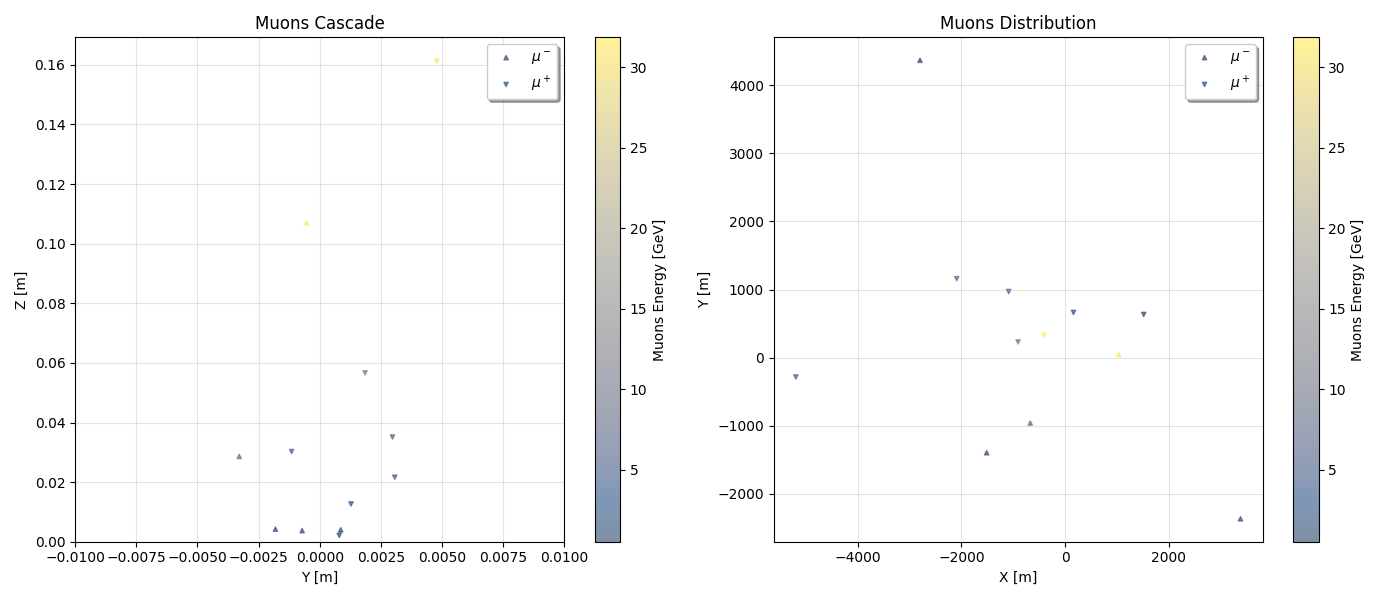 Muons Cascade
Z [m]
0.16
0.14
0.12
0.10
0.08
0.06
0.04
0.02
0.00
−0.0100 −0.0075 −0.0050 −0.0025 0.0000 0.0025 0.0050 0.0075 0.0100
Y [m]
μ⁻
μ⁺
30
25
20
15
10
5
Muons Energy [GeV]
Muons Distribution
Y [m]
4000
3000
2000
1000
0
−1000
−2000
−4000 −2000 0 2000
X [m]
μ⁻
μ⁺
30
25
20
15
10
5
Muons Energy [GeV]